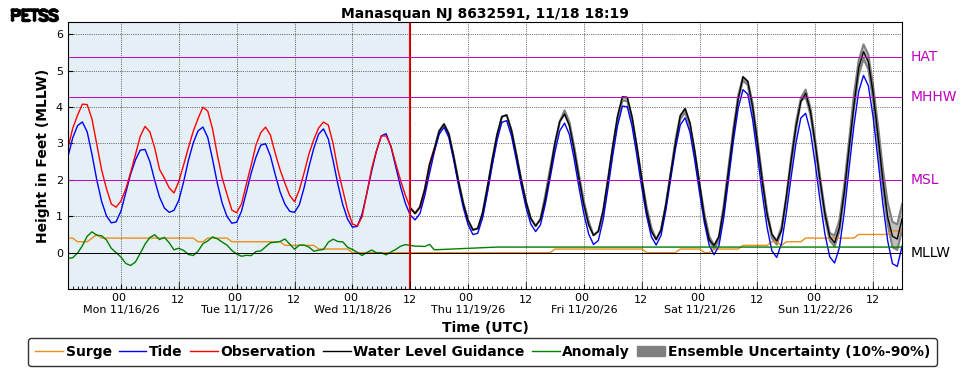 PETSS
Manasquan NJ 8632591, 11/18 18:19
Height in Feet (MLLW)
6
5
4
3
2
1
0
HAT
MHHW
MSL
MLLW
00 12 00 12 00 12 00 12 00 12 00 12 00 12
Mon 11/16/26 Tue 11/17/26 Wed 11/18/26 Thu 11/19/26 Fri 11/20/26 Sat 11/21/26 Sun 11/22/26
Time (UTC)
Surge Tide Observation Water Level Guidance Anomaly Ensemble Uncertainty (10%-90%)